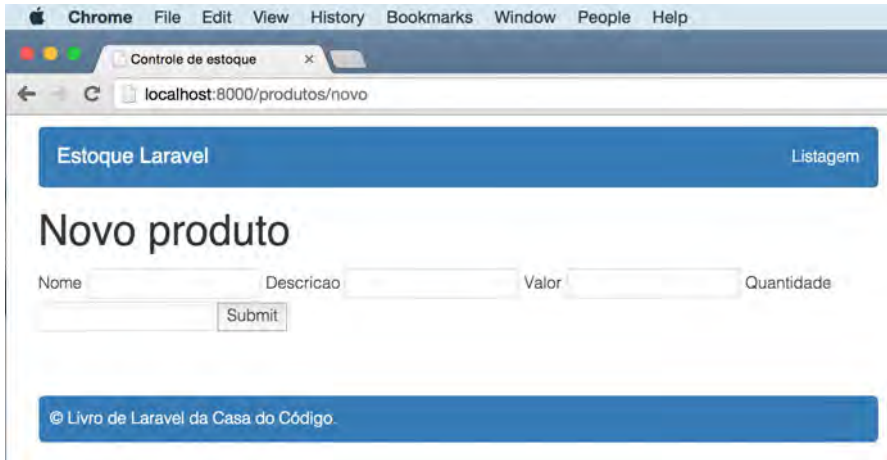 Chrome File Edit View History Bookmarks Window People Help
Controle de estoque ×
localhost:8000/produtos/novo
Estoque Laravel Listagem
Novo produto
Nome Descricao Valor Quantidade
Submit
© Livro de Laravel da Casa do Código.